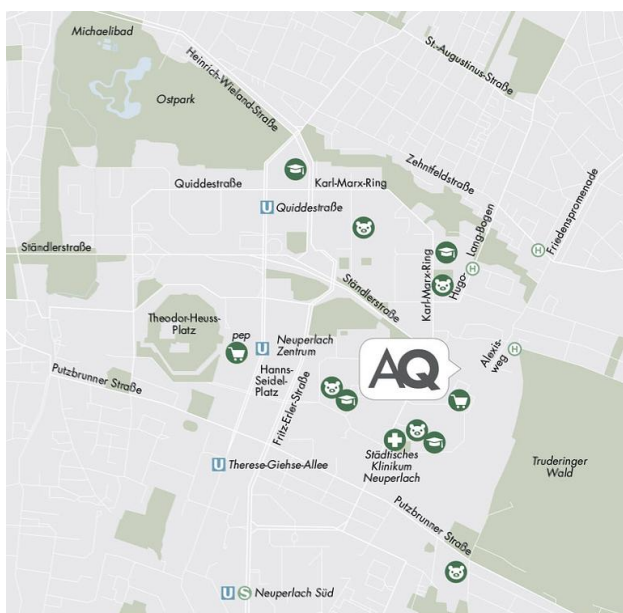 Michaelibad
Ostpark
Heinrich-Wieland-Straße
St.-Augustinus-Straße
Quiddestraße
Karl-Marx-Ring
Zehntfeldstraße
U Quiddestraße
Friedenspromenade
H
Ständlerstraße
Ständlerstraße
Karl-Marx-Ring
Hugo-
Lang-Bogen
H
Theodor-Heuss-
Platz
pep
U Neuperlach
Zentrum
Hanns-
Seidel-
Platz
AQ
Alexis-
weg
H
Putzbrunner Straße
Fritz-Erler-Straße
U Therese-Giehse-Allee
Städtisches
Klinikum
Neuperlach
Truderinger
Wald
Putzbrunner Straße
U S Neuperlach Süd